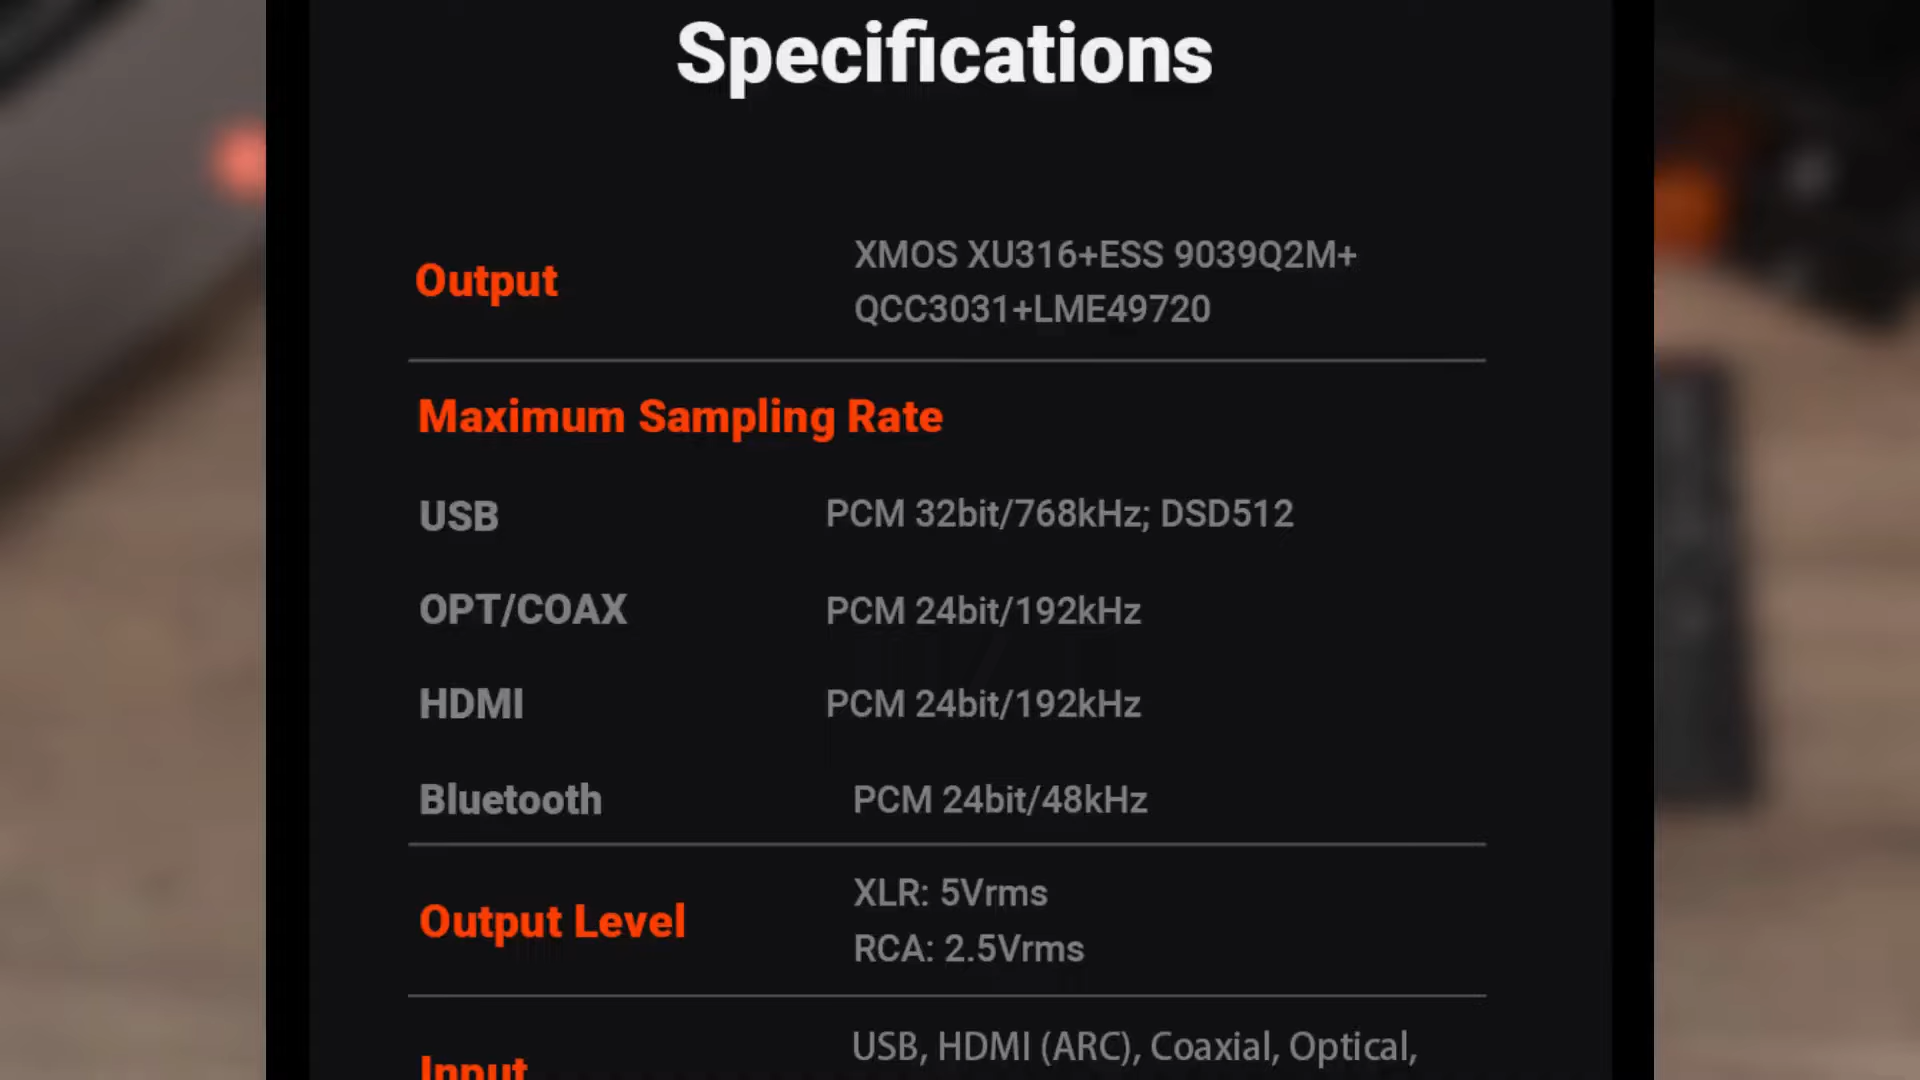 Specifications
Output
XMOS XU316+ESS 9039Q2M+
QCC3031+LME49720
Maximum Sampling Rate
USB
PCM 32bit/768kHz; DSD512
OPT/COAX
PCM 24bit/192kHz
HDMI
PCM 24bit/192kHz
Bluetooth
PCM 24bit/48kHz
Output Level
XLR: 5Vrms
RCA: 2.5Vrms
Input
USB, HDMI (ARC), Coaxial, Optical,